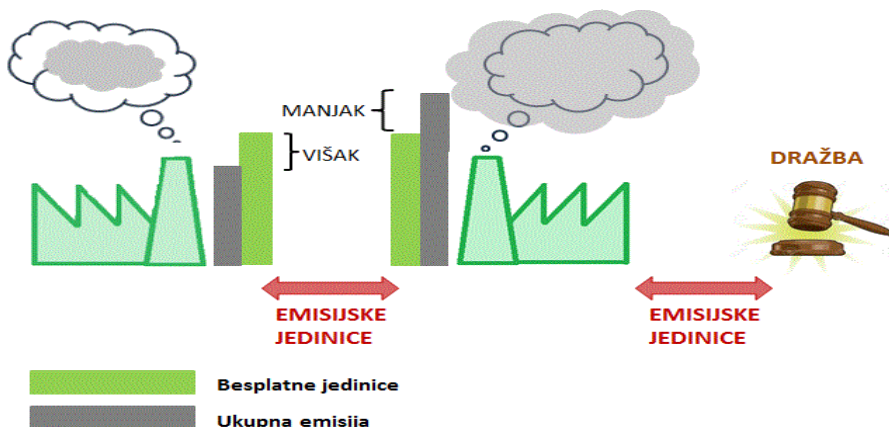 MANJAK
VIŠAK
DRAŽBA
EMISIJSKE
JEDINICE
EMISIJSKE
JEDINICE
Besplatne jedinice
Ukupna emisija